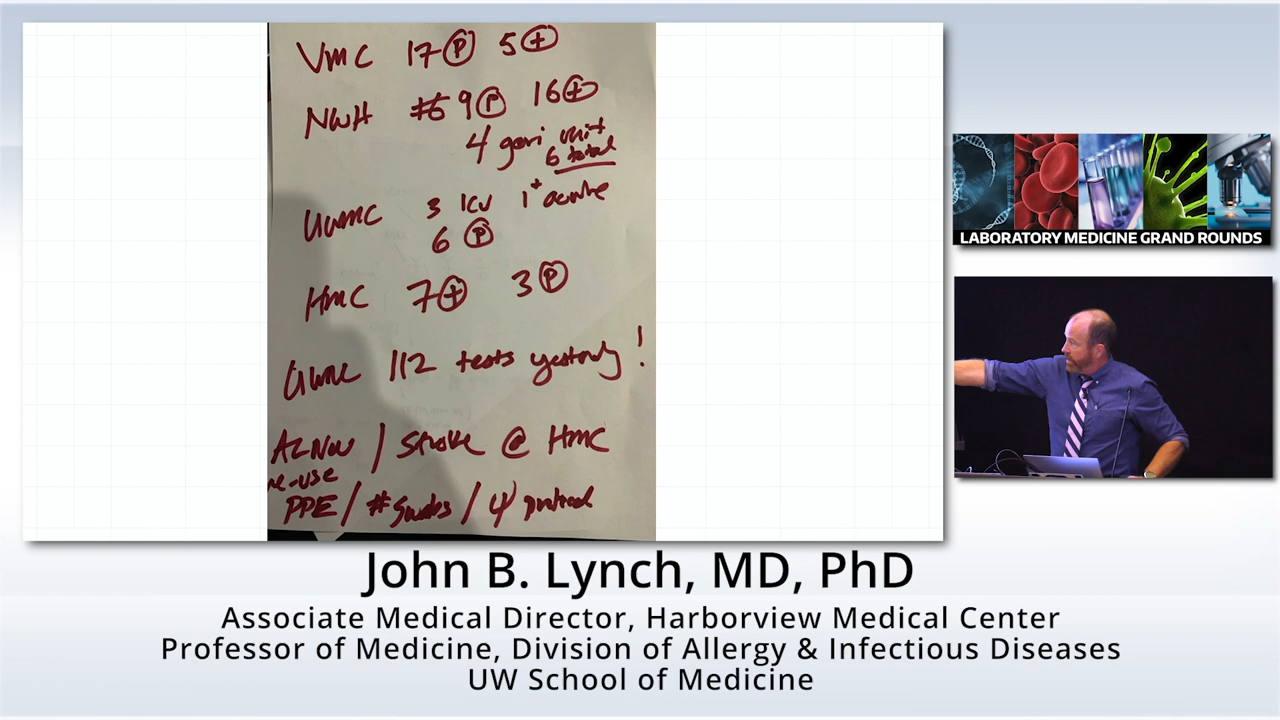 VMC 17 Ⓟ 5 ⊕
NWH #6 9 Ⓟ 16 ⊕
4 geri unit
6 total
UWMC 3 ICU 1+ acute
6 Ⓟ
HMC 7 ⊕ 3 Ⓟ
UWMC 112 tests yesterday!
/ Stroke @ HMC
re-use
PPE / # swabs /
LABORATORY MEDICINE GRAND ROUNDS
John B. Lynch, MD, PhD
Associate Medical Director, Harborview Medical Center
Professor of Medicine, Division of Allergy & Infectious Diseases
UW School of Medicine